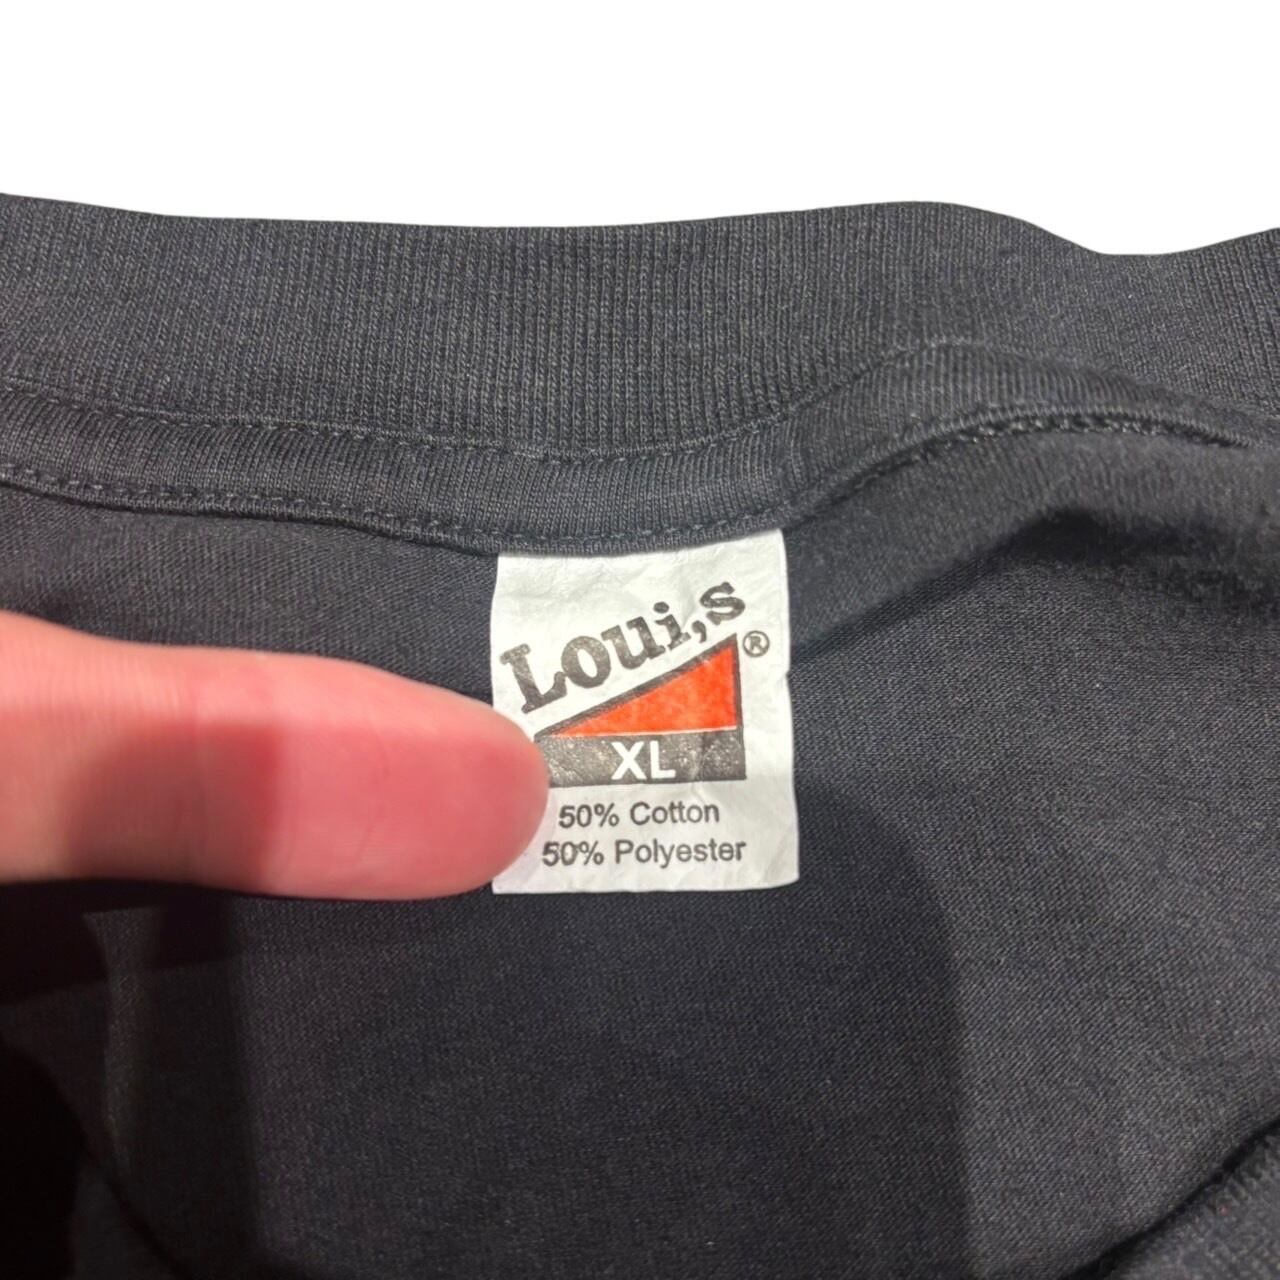 Loui,s ®
XL
50% Cotton
50% Polyester